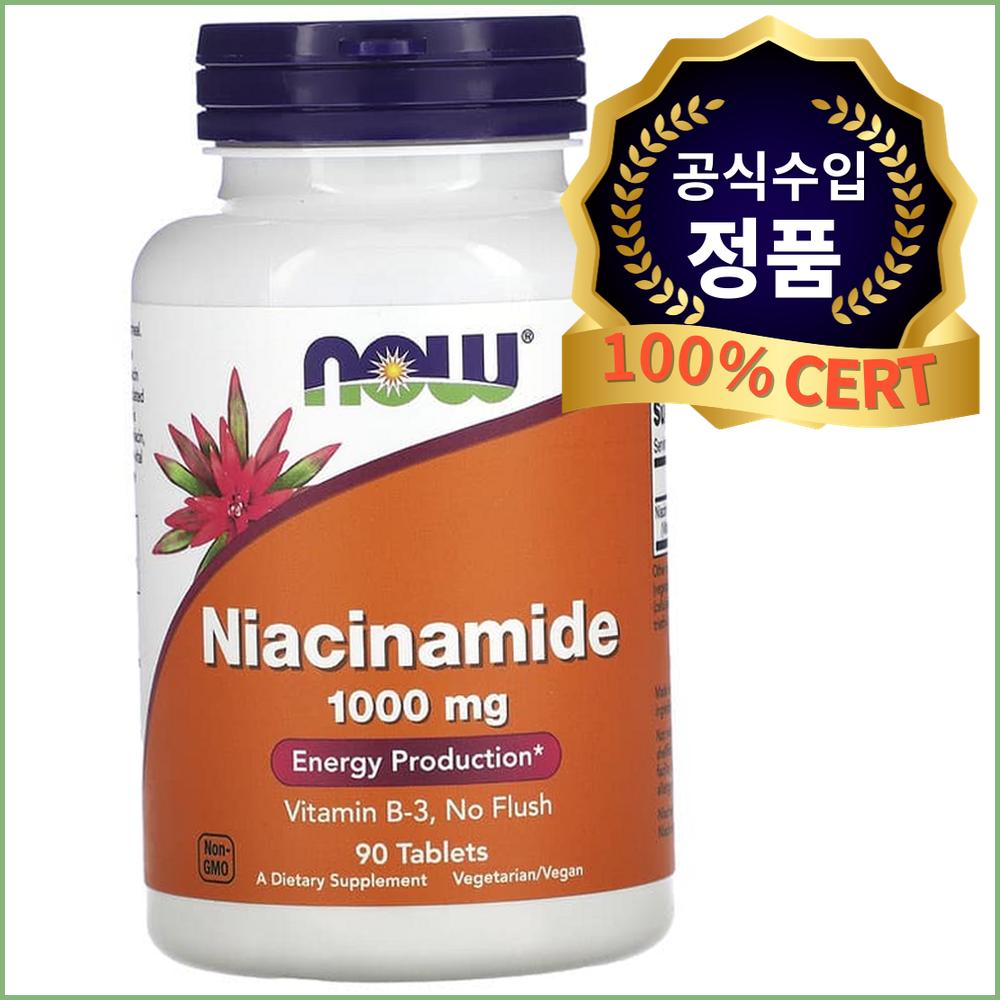 공식수입
정품
100% CERT
now®
Niacinamide
1000 mg
Energy Production*
Vitamin B-3, No Flush
90 Tablets
Non-
GMO
A Dietary Supplement Vegetarian/Vegan